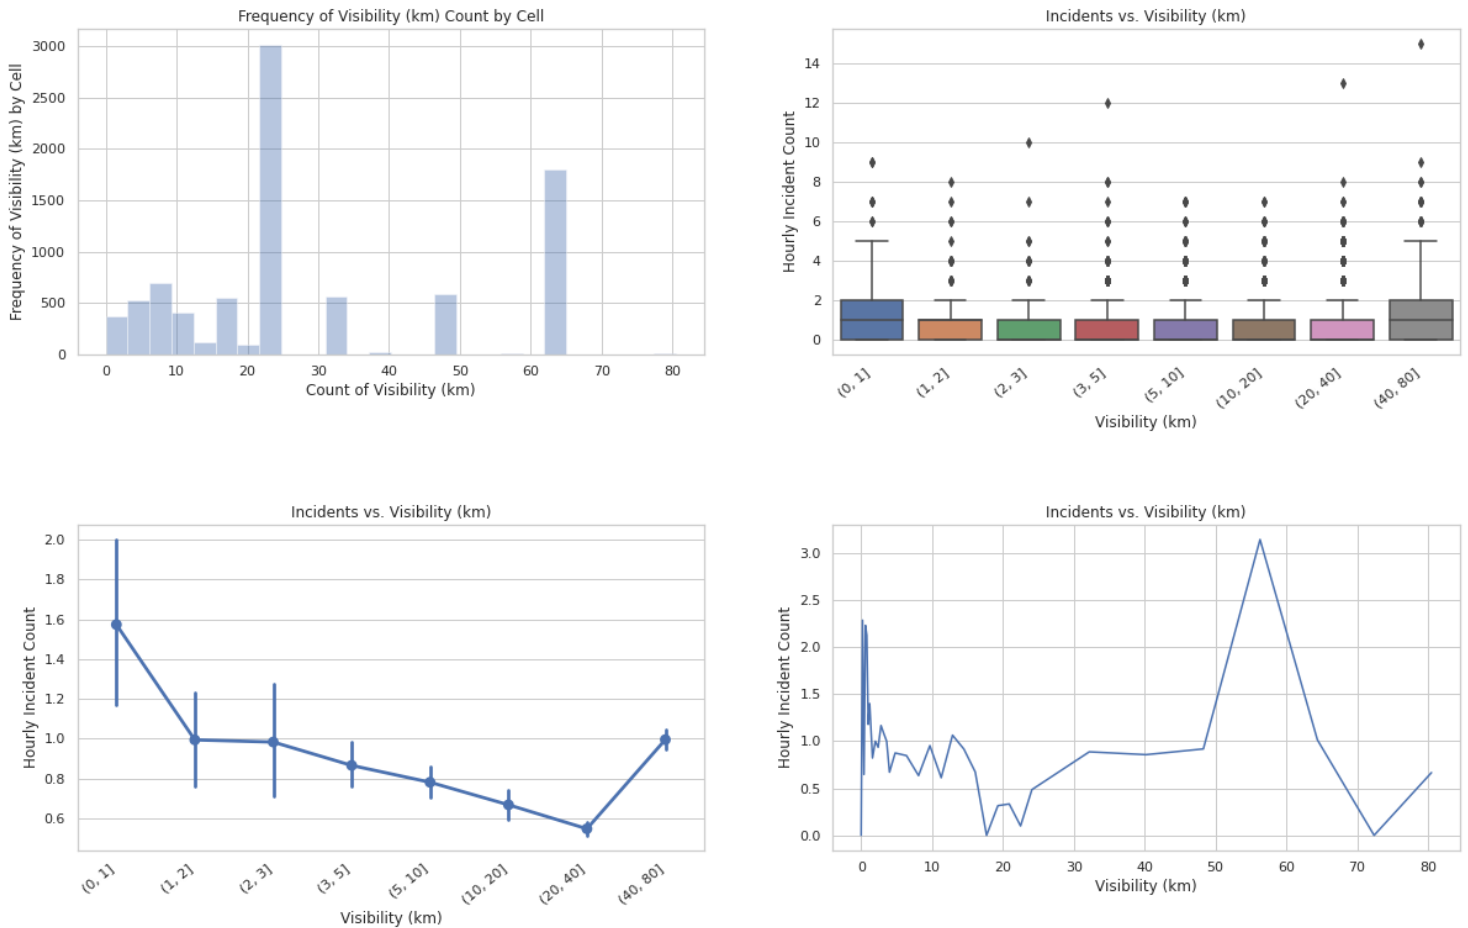 Frequency of Visibility (km) Count by Cell
Frequency of Visibility (km) by Cell
3000
2500
2000
1500
1000
500
0
0 10 20 30 40 50 60 70 80
Count of Visibility (km)
Incidents vs. Visibility (km)
Hourly Incident Count
14
12
10
8
6
4
2
0
(0, 1] (1, 2] (2, 3] (3, 5] (5, 10] (10, 20] (20, 40] (40, 80]
Visibility (km)
Incidents vs. Visibility (km)
Hourly Incident Count
2.0
1.8
1.6
1.4
1.2
1.0
0.8
0.6
(0, 1] (1, 2] (2, 3] (3, 5] (5, 10] (10, 20] (20, 40] (40, 80]
Visibility (km)
Incidents vs. Visibility (km)
Hourly Incident Count
3.0
2.5
2.0
1.5
1.0
0.5
0.0
0 10 20 30 40 50 60 70 80
Visibility (km)